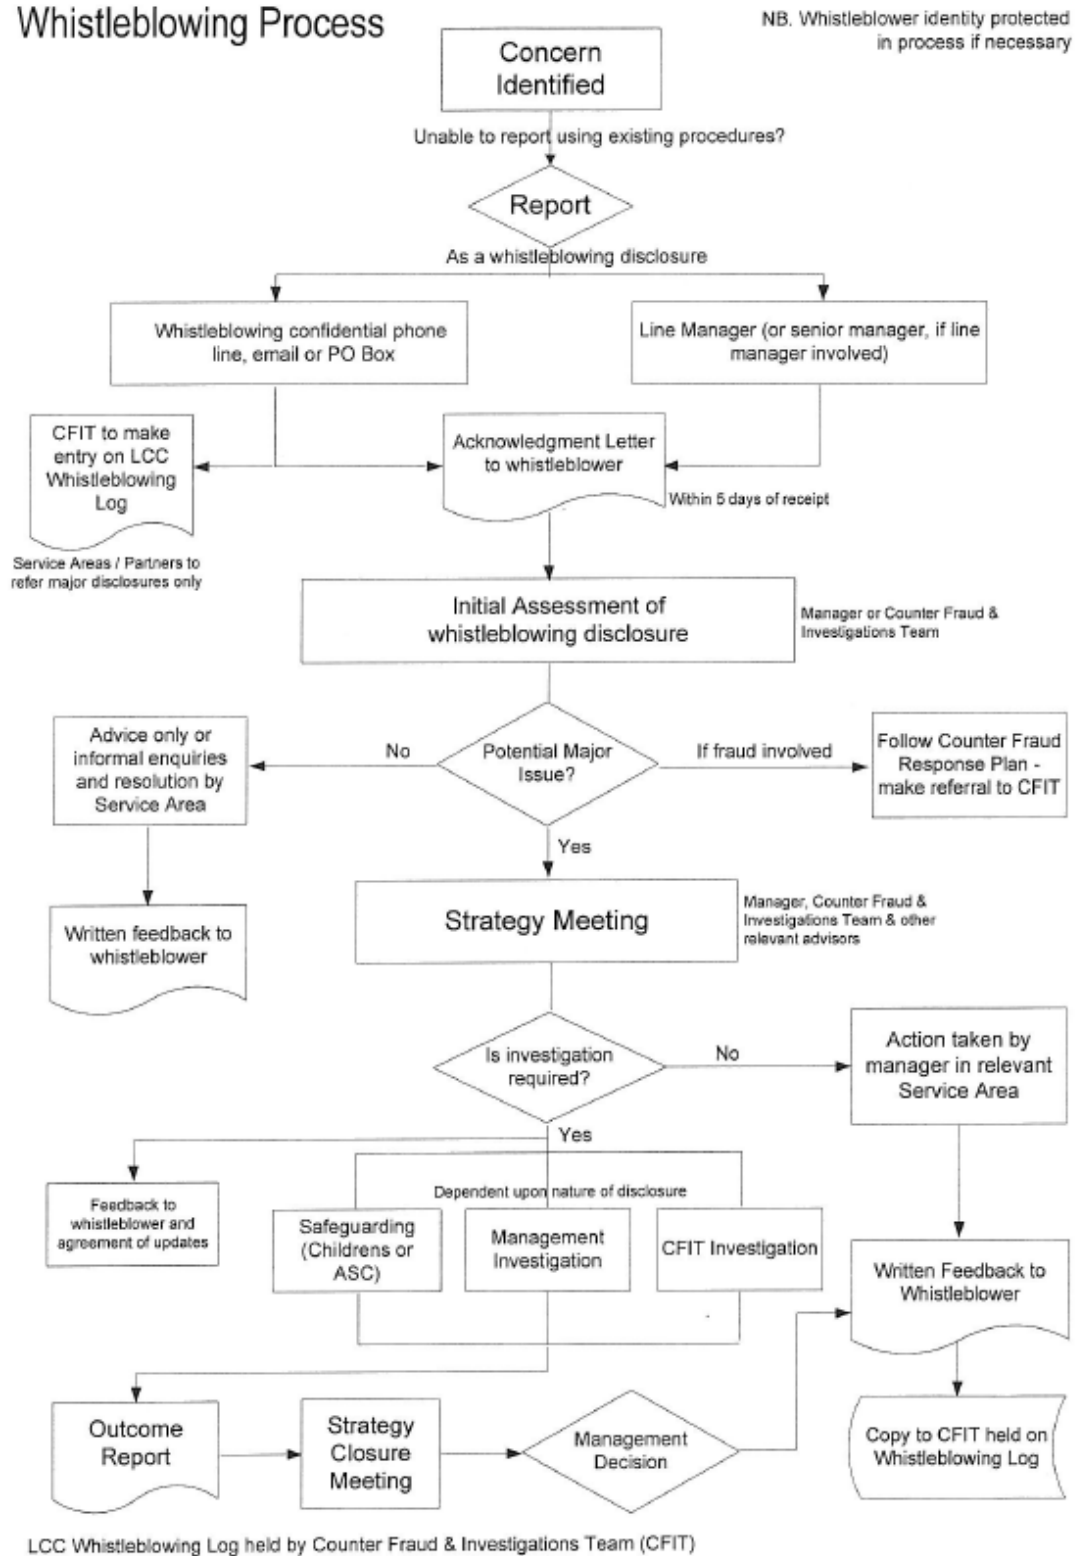 Whistleblowing Process
NB. Whistleblower identity protected
in process if necessary
Concern
Identified
Unable to report using existing procedures?
Report
As a whistleblowing disclosure
Whistleblowing confidential phone
line, email or PO Box
Line Manager (or senior manager, if line
manager involved)
CFIT to make
entry on LCC
Whistleblowing
Log
Acknowledgment Letter
to whistleblower
Within 5 days of receipt
Service Areas / Partners to
refer major disclosures only
Initial Assessment of
whistleblowing disclosure
Manager or Counter Fraud &
Investigations Team
Advice only or
informal enquiries
and resolution by
Service Area
No
Potential Major
Issue?
If fraud involved
Follow Counter Fraud
Response Plan -
make referral to CFIT
Yes
Written feedback to
whistleblower
Strategy Meeting
Manager, Counter Fraud &
Investigations Team & other
relevant advisors
Is investigation
required?
No
Action taken by
manager in relevant
Service Area
Yes
Feedback to
whistleblower and
agreement of updates
Dependent upon nature of disclosure
Safeguarding
(Childrens or
ASC)
Management
Investigation
CFIT Investigation
Written Feedback to
Whistleblower
Outcome
Report
Strategy
Closure
Meeting
Management
Decision
Copy to CFIT held on
Whistleblowing Log
LCC Whistleblowing Log held by Counter Fraud & Investigations Team (CFIT)